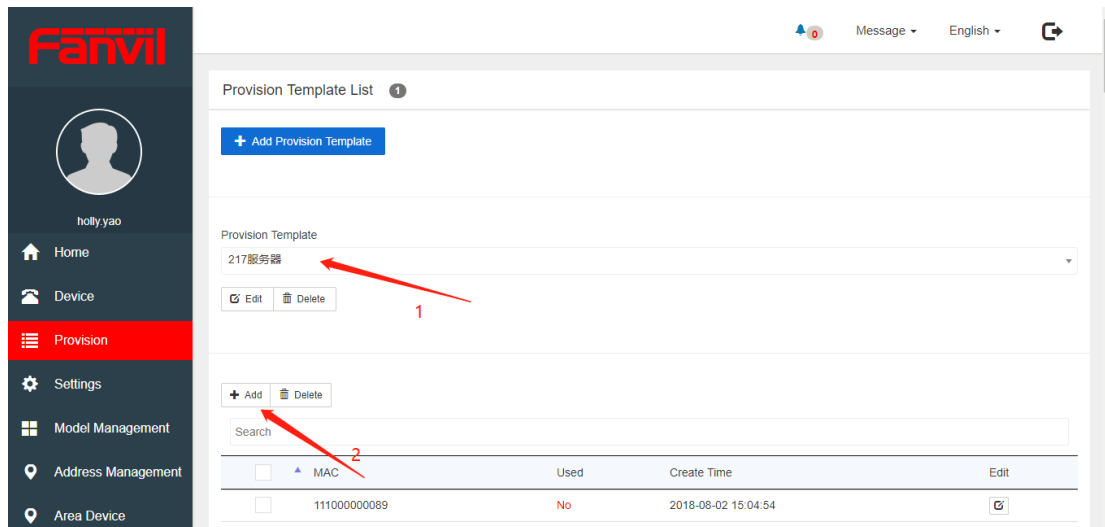 Fanvil
0 Message English
Provision Template List 1
+ Add Provision Template
holly.yao
Home
Device
Provision
Settings
Model Management
Address Management
Area Device
Provision Template
217服务器
1
Edit Delete
+ Add Delete
Search
2
MAC Used Create Time Edit
111000000089 No 2018-08-02 15:04:54